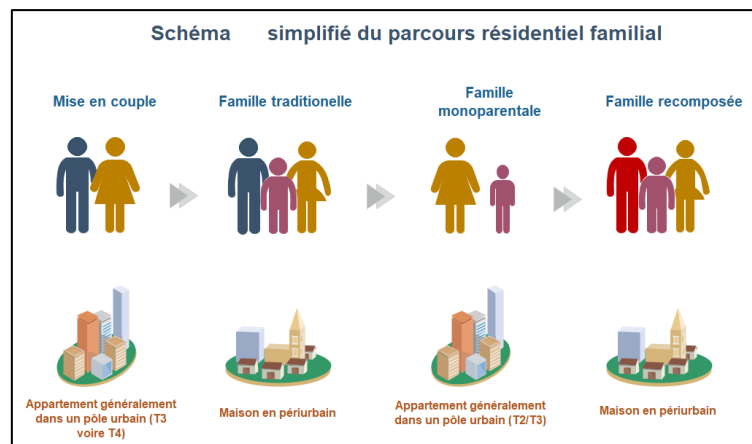 Schéma simplifié du parcours résidentiel familial
Mise en couple
Famille traditionelle
Famille
monoparentale
Famille recomposée
Appartement généralement
dans un pôle urbain (T3
voire T4)
Maison en périurbain
Appartement généralement
dans un pôle urbain (T2/T3)
Maison en périurbain